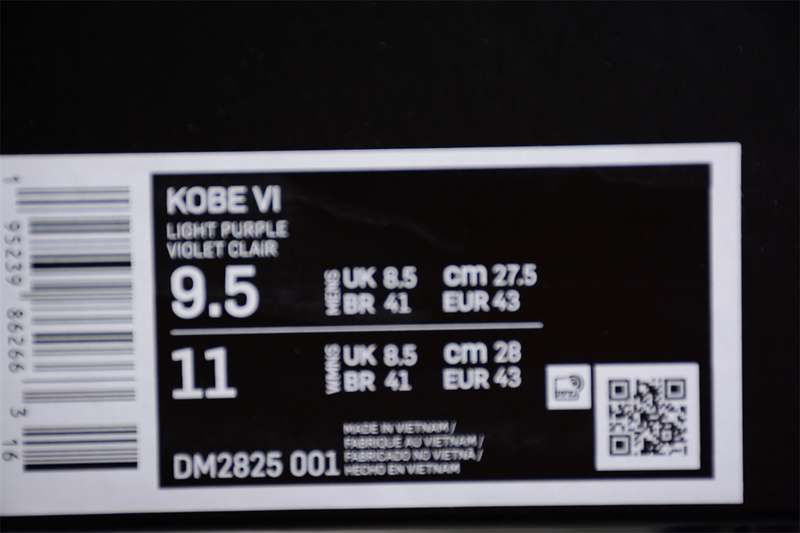 KOBE VI
LIGHT PURPLE
VIOLET CLAIR
9.5
MENS
UK 8.5 cm 27.5
BR 41 EUR 43
11
WMNS
UK 8.5 cm 28
BR 41 EUR 43
DM2825 001
MADE IN VIETNAM /
FABRIQUE AU VIETNAM /
FABRICADO NO VIETNÃ /
HECHO EN VIETNAM
1 95239 86266 3 16